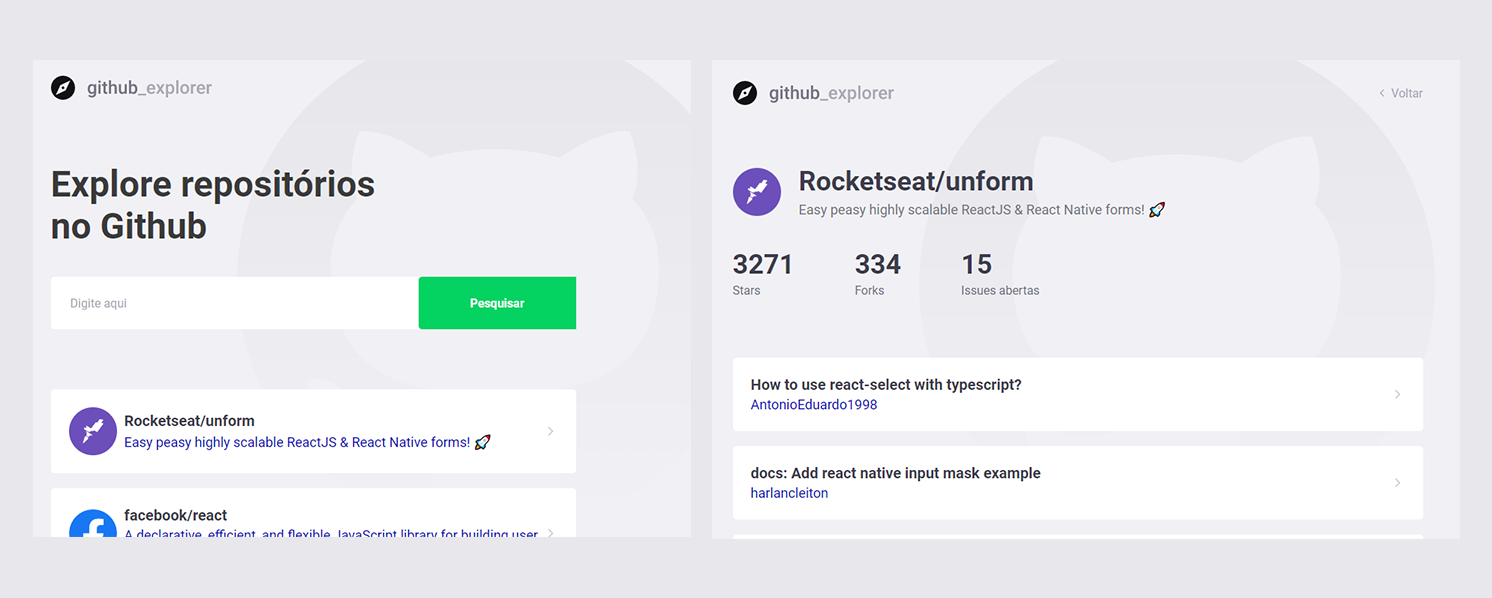 github_explorer
Explore repositórios
no Github
Digite aqui
Pesquisar
Rocketseat/unform
Easy peasy highly scalable ReactJS & React Native forms! 🚀
facebook/react
A declarative, efficient, and flexible JavaScript library for building user
github_explorer
Voltar
Rocketseat/unform
Easy peasy highly scalable ReactJS & React Native forms! 🚀
3271
334
15
Stars
Forks
Issues abertas
How to use react-select with typescript?
AntonioEduardo1998
docs: Add react native input mask example
harlancleiton